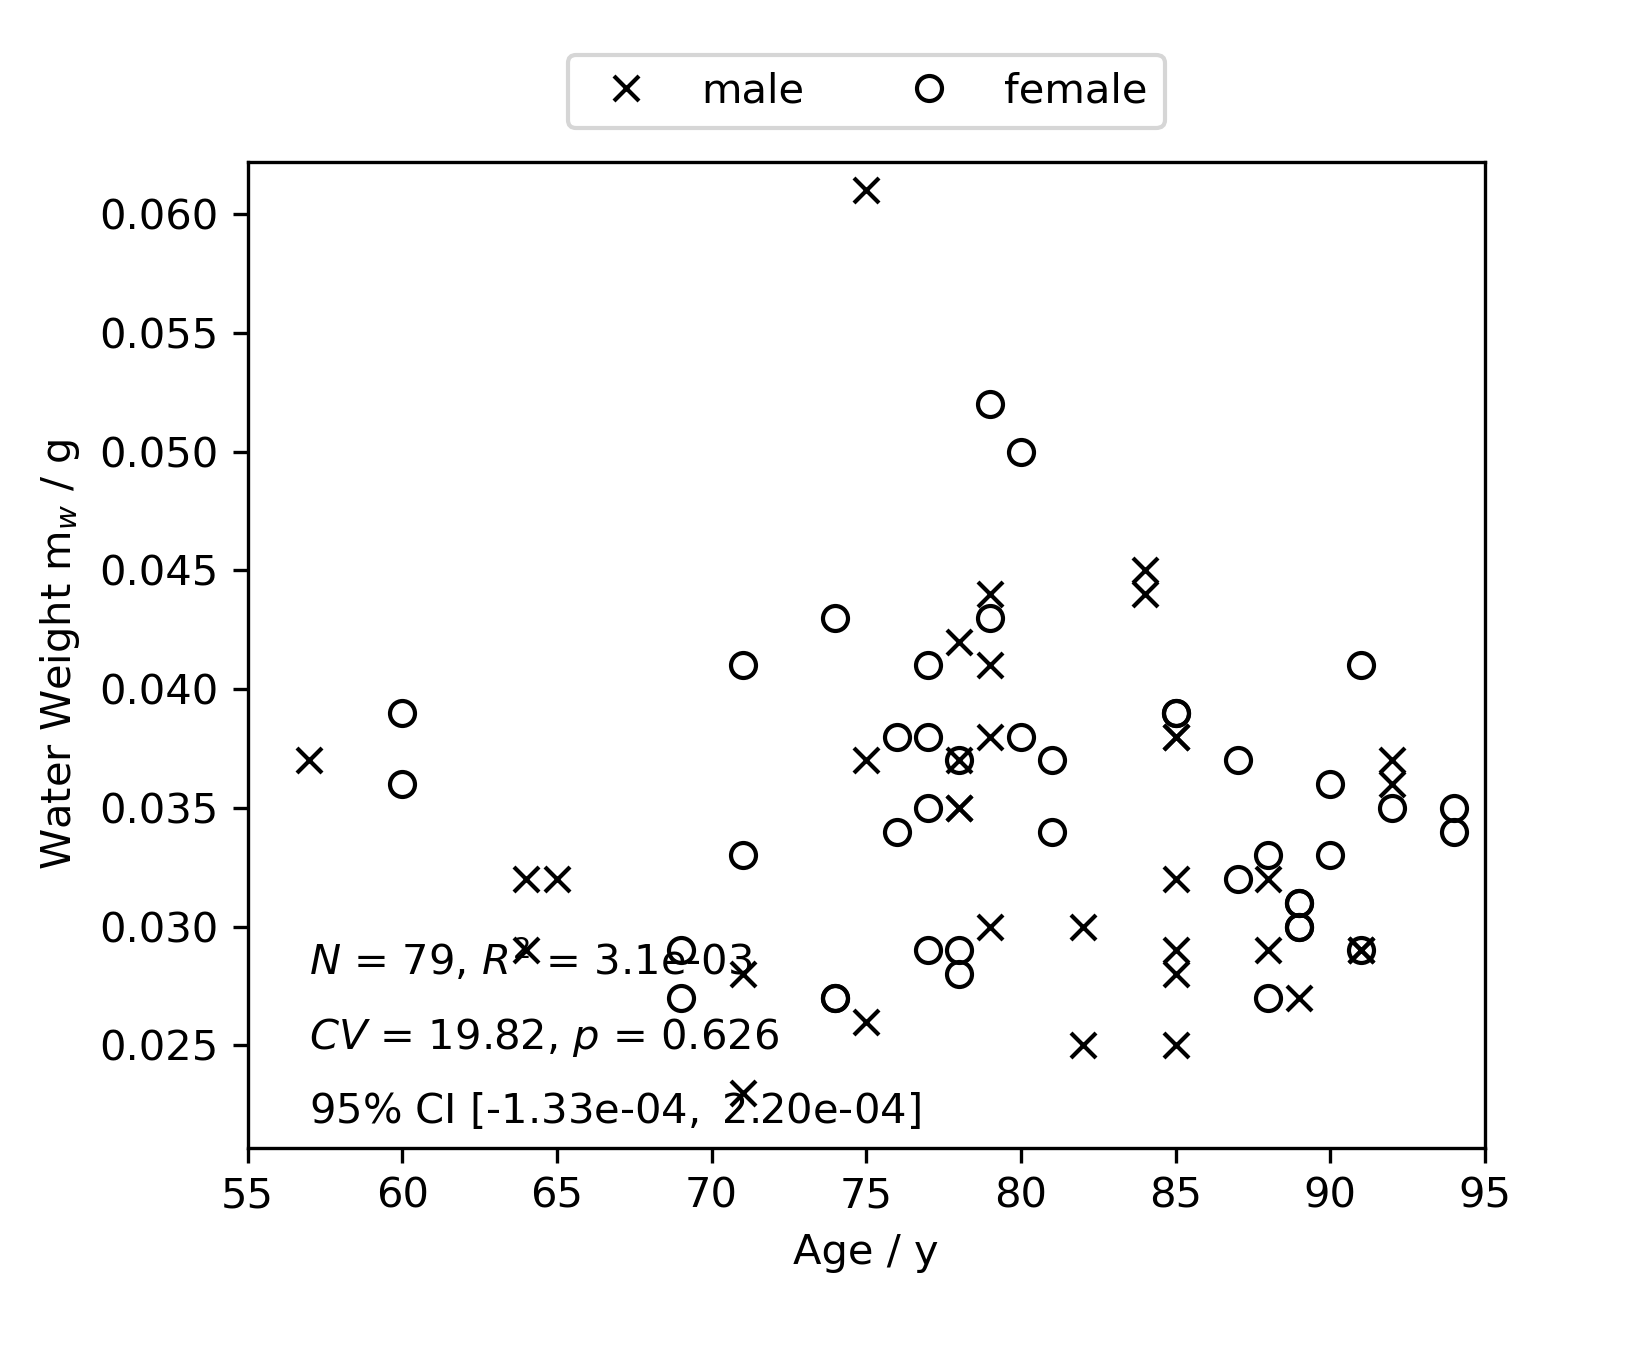 male female
0.060
0.055
0.050
0.045
0.040
0.035
0.030
0.025
Water Weight m_w / g
N = 79, R² = 3.1e-03
CV = 19.82, p = 0.626
95% CI [-1.33e-04, 2.20e-04]
55 60 65 70 75 80 85 90 95
Age / y